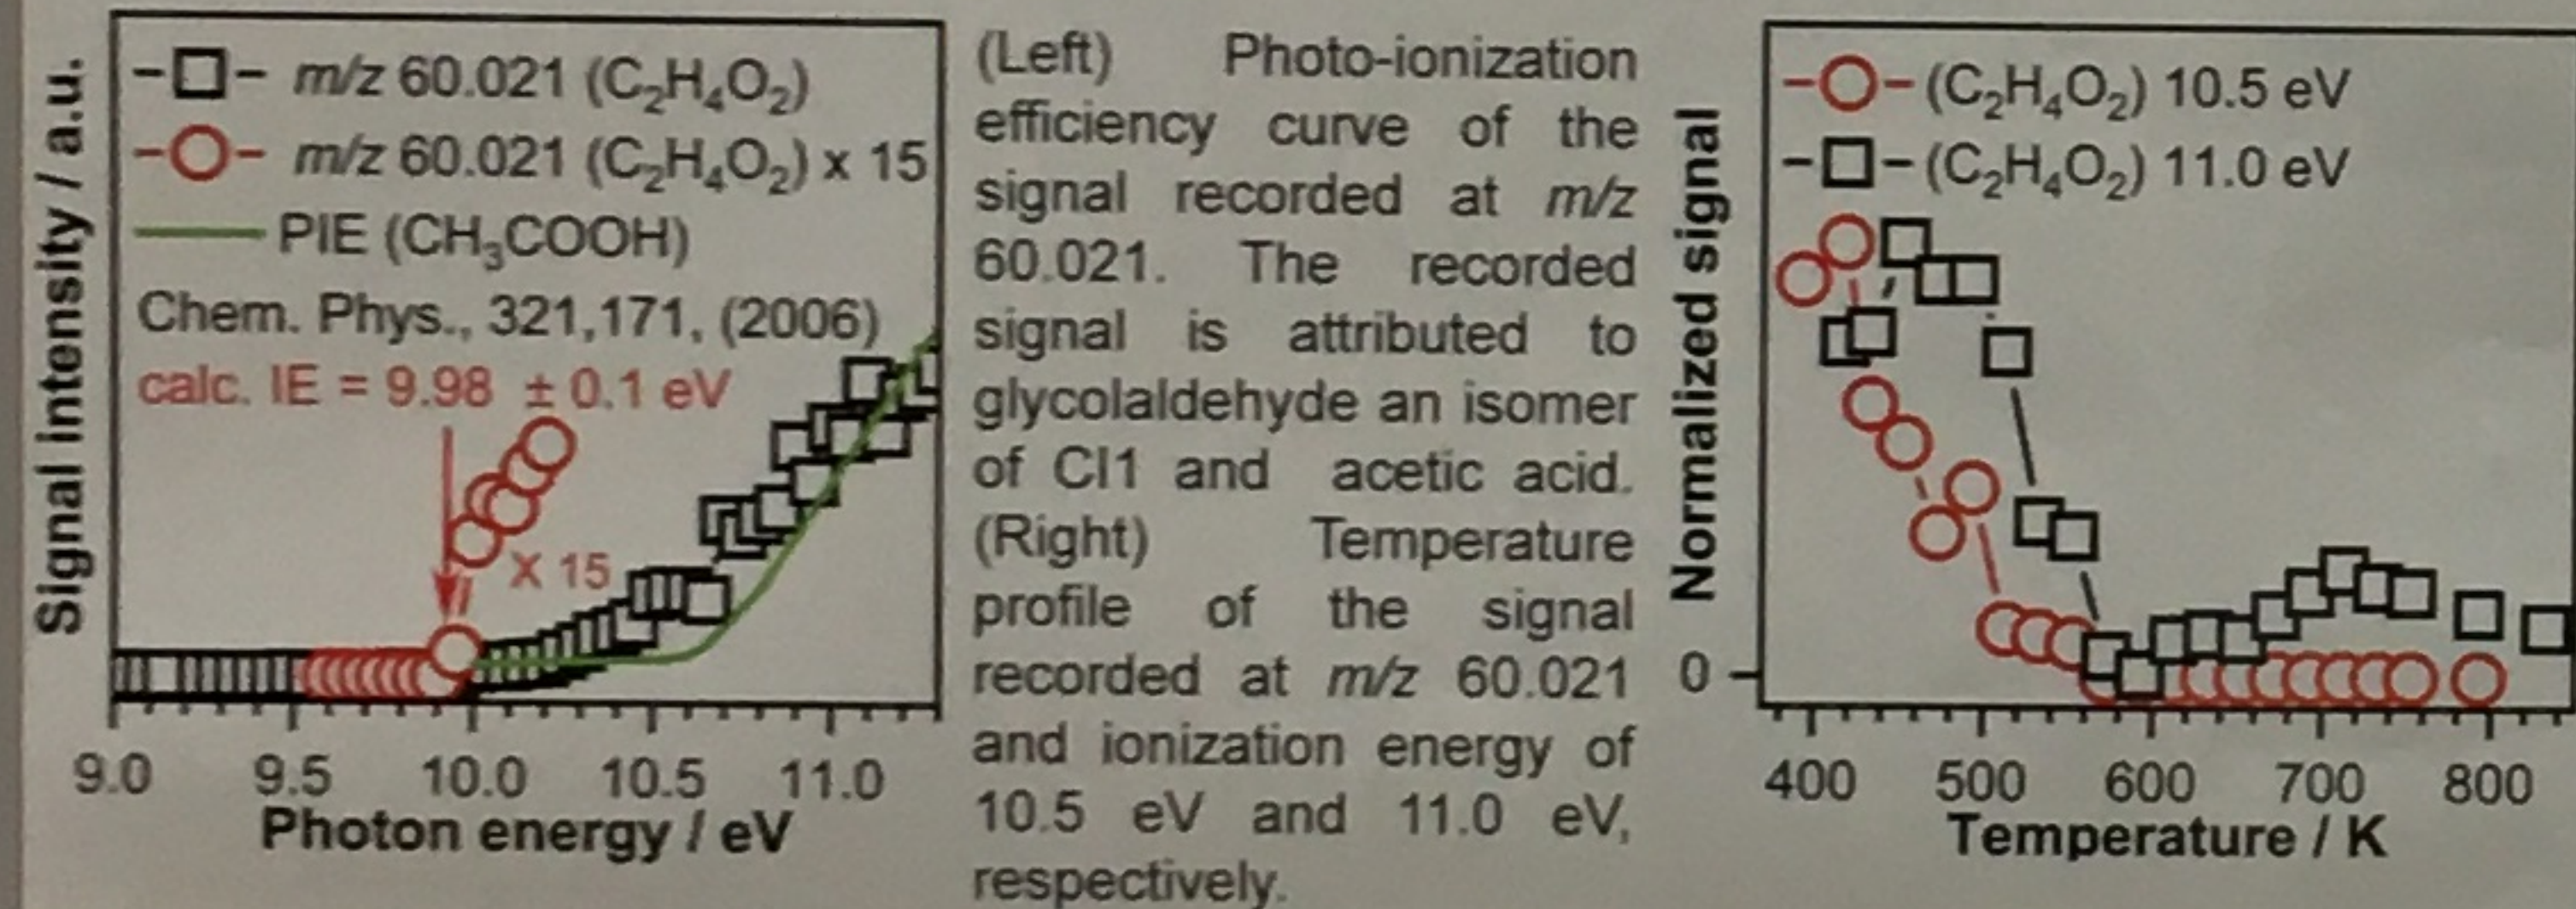 Signal intensity / a.u.
m/z 60.021 (C₂H₄O₂)
m/z 60.021 (C₂H₄O₂) x 15
PIE (CH₃COOH)
Chem. Phys., 321,171, (2006)
calc. IE = 9.98 ± 0.1 eV
X 15
9.0 9.5 10.0 10.5 11.0
Photon energy / eV
(Left) Photo-ionization
efficiency curve of the
signal recorded at m/z
60.021. The recorded
signal is attributed to
glycolaldehyde an isomer
of CI1 and acetic acid.
(Right) Temperature
profile of the signal
recorded at m/z 60.021
and ionization energy of
10.5 eV and 11.0 eV,
respectively.
Normalized signal
(C₂H₄O₂) 10.5 eV
(C₂H₄O₂) 11.0 eV
0
400 500 600 700 800
Temperature / K